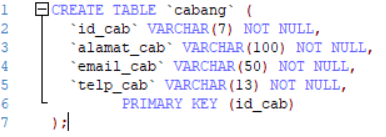 1 CREATE TABLE `cabang` (
2 `id_cab` VARCHAR(7) NOT NULL,
3 `alamat_cab` VARCHAR(100) NOT NULL,
4 `email_cab` VARCHAR(50) NOT NULL,
5 `telp_cab` VARCHAR(13) NOT NULL,
6 PRIMARY KEY (id_cab)
7 );